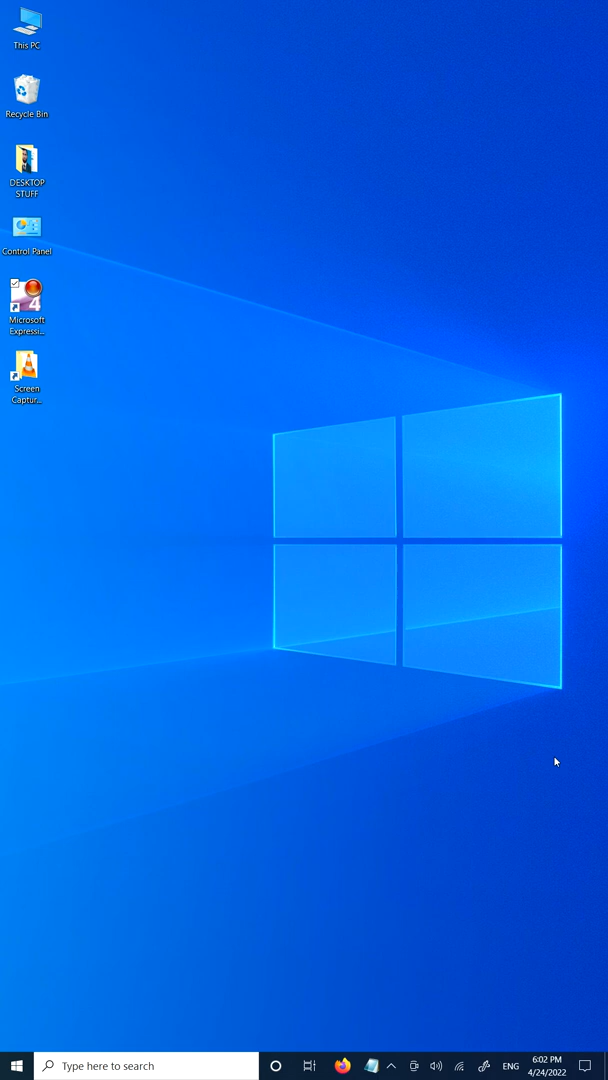 This PC
Recycle Bin
DESKTOP
STUFF
Control Panel
4
Microsoft
Expressi...
Screen
Captur...
Type here to search
ENG
6:02 PM
4/24/2022